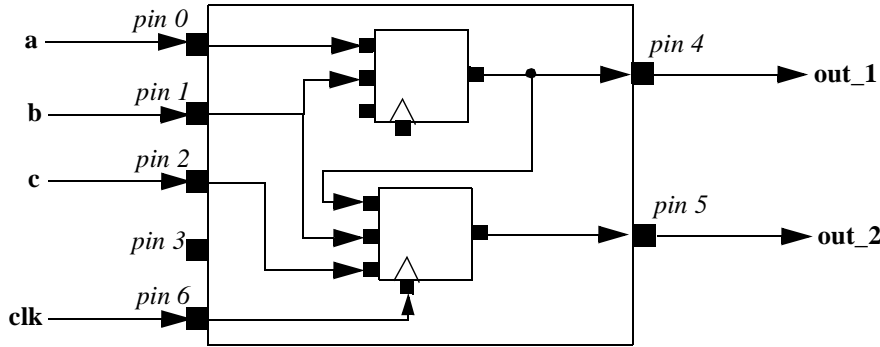 a
pin 0
b
pin 1
c
pin 2
pin 3
clk
pin 6
pin 4
out_1
pin 5
out_2